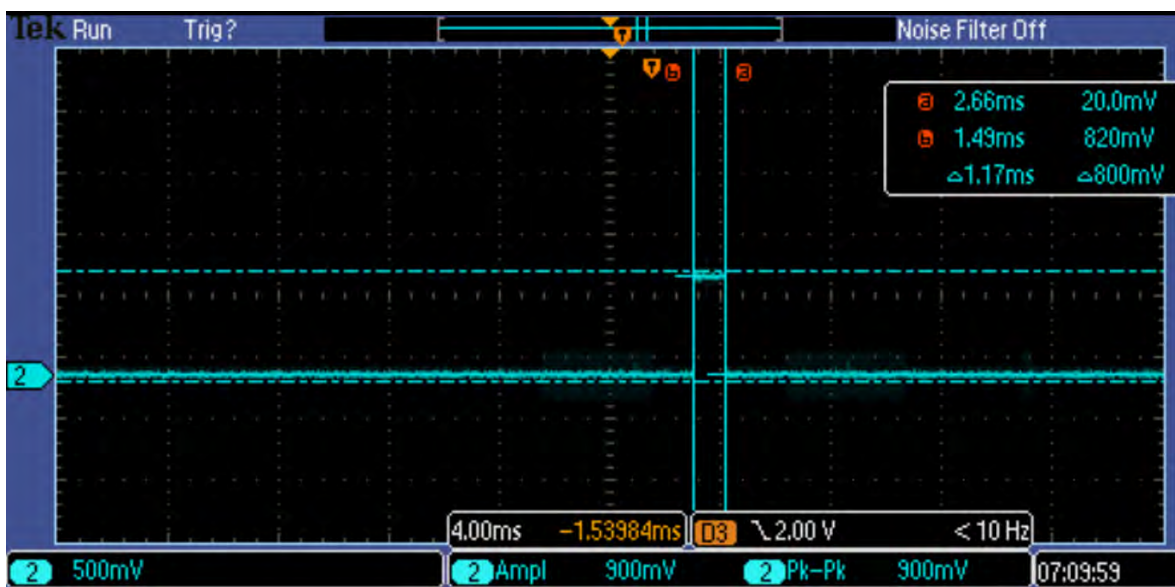 Tek Run Trig? Noise Filter Off
T
T b a
a 2.66ms 20.0mV
b 1.49ms 820mV
△1.17ms △800mV
2
4.00ms -1.53984ms D3 \2.00 V < 10 Hz
2 500mV 2 Ampl 900mV 2 Pk-Pk 900mV 07:09:59